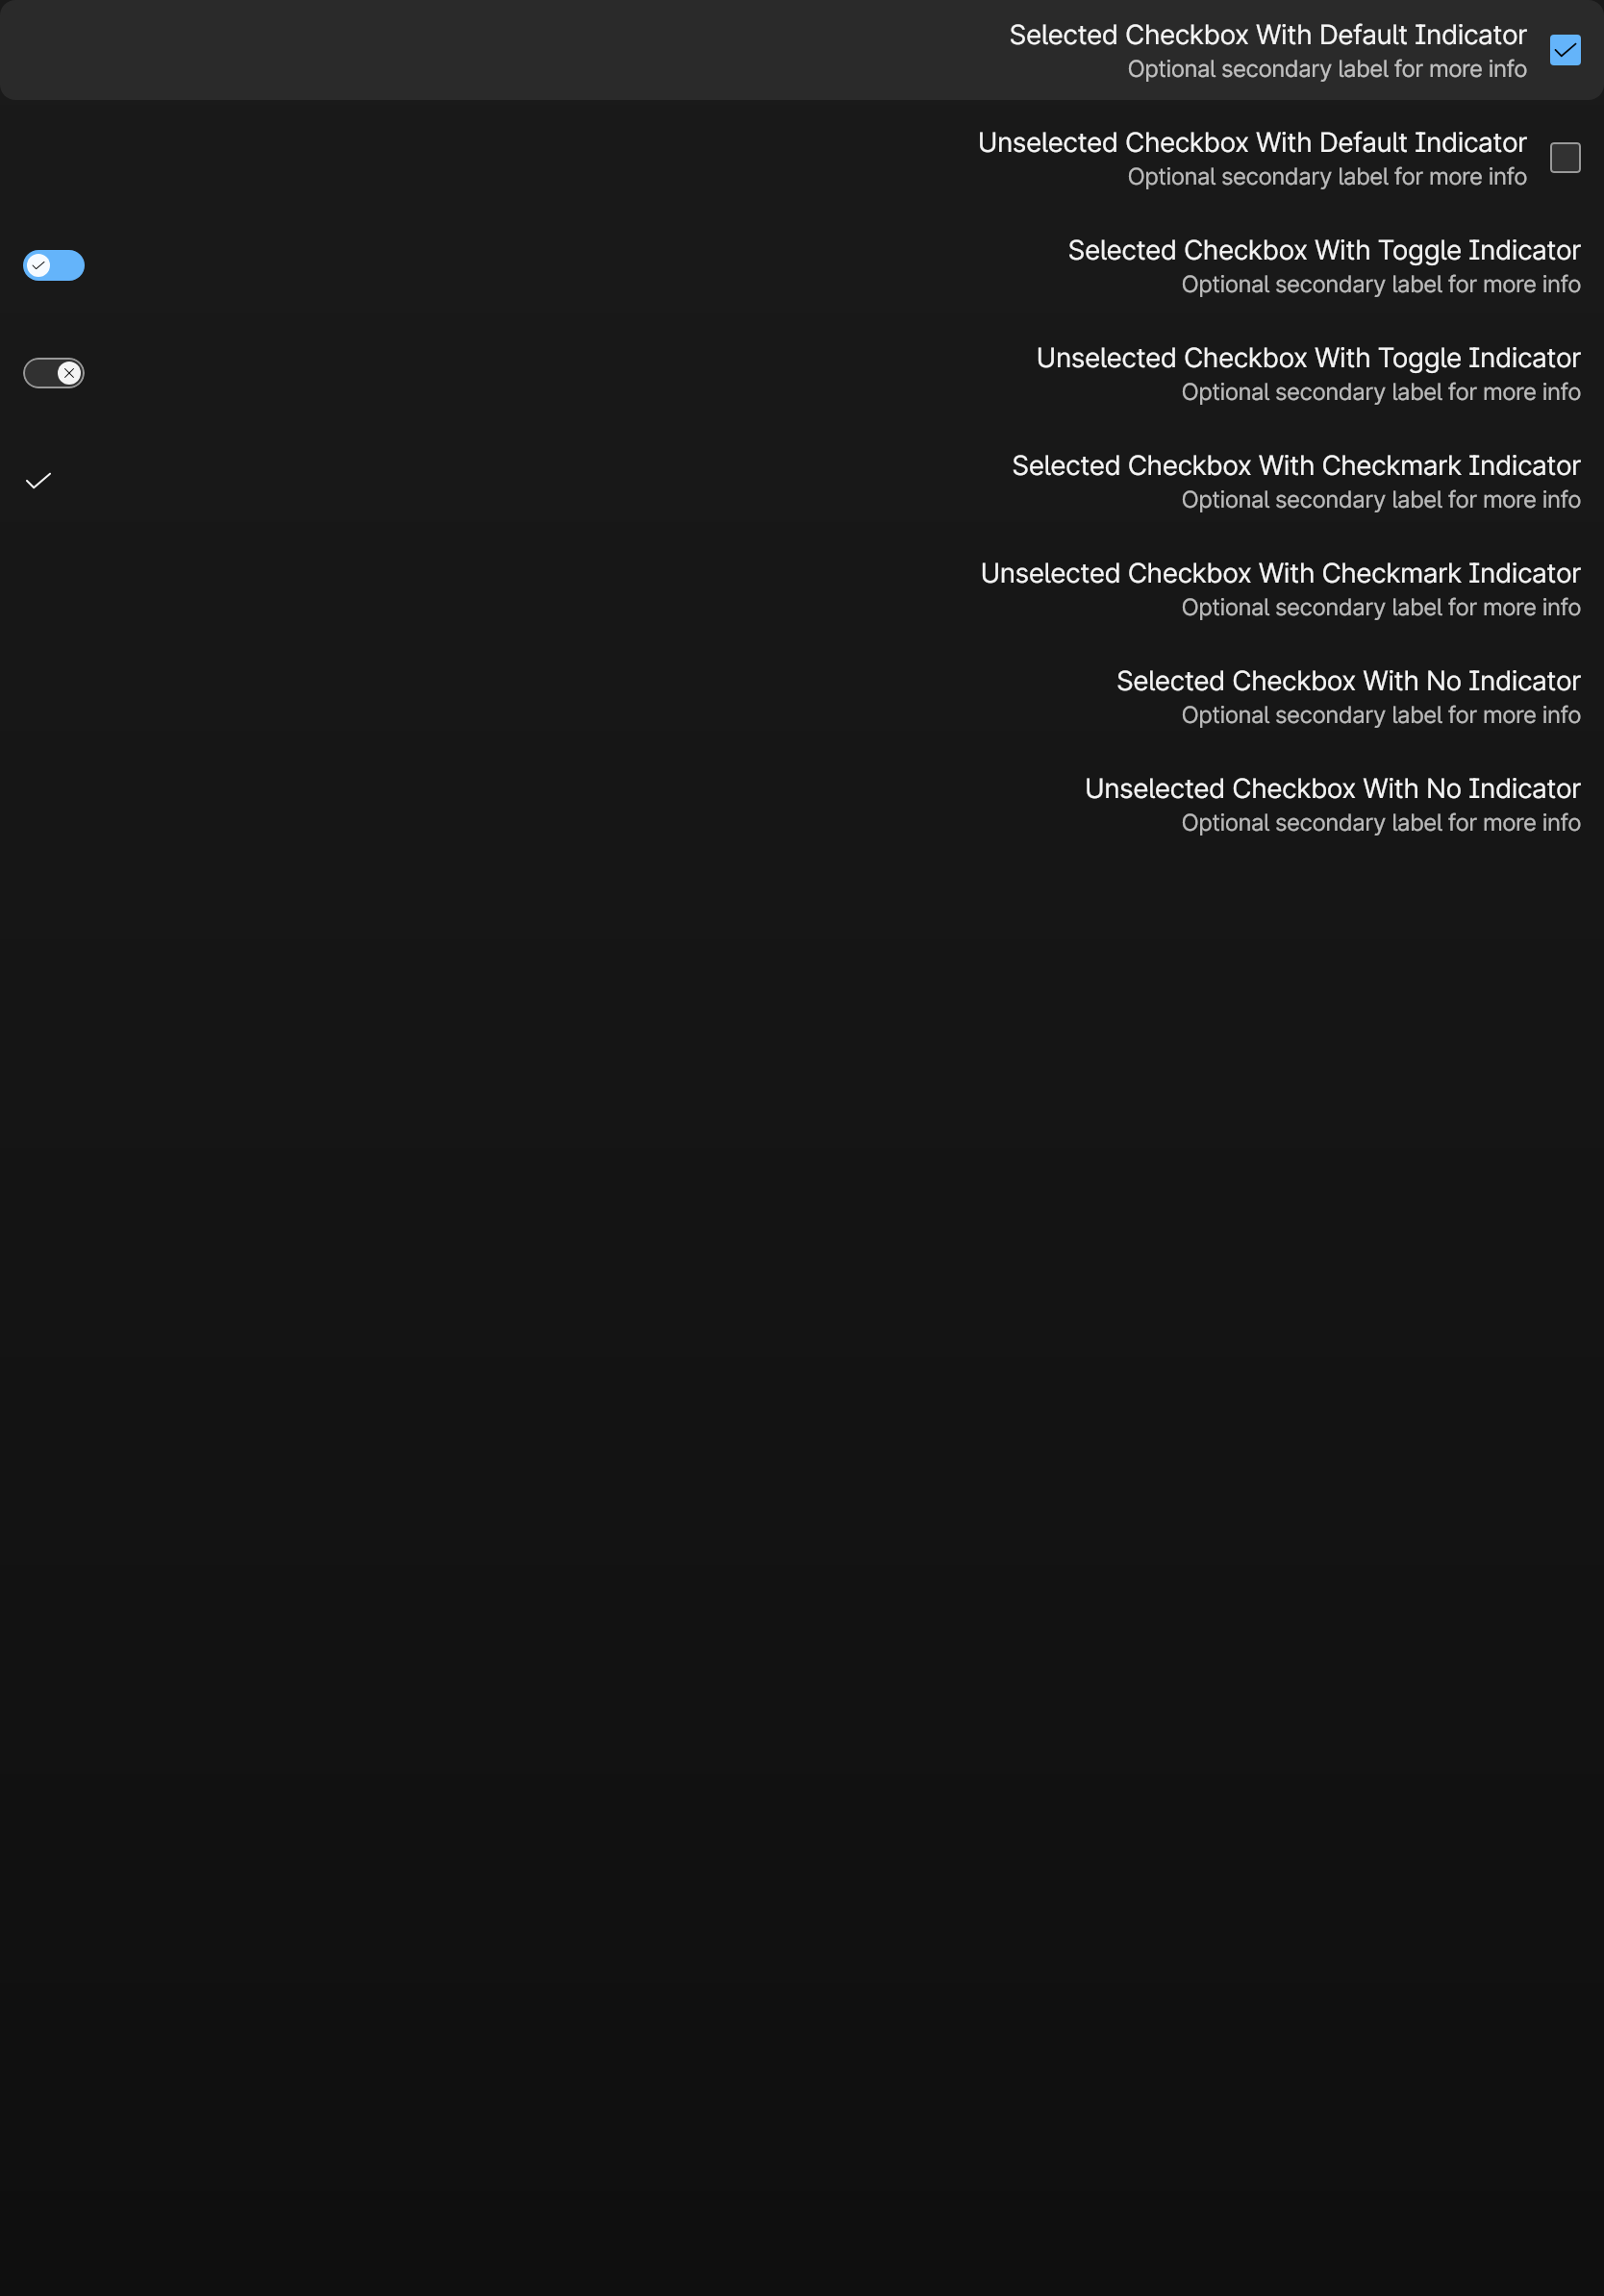 Selected Checkbox With Default Indicator
Optional secondary label for more info
Unselected Checkbox With Default Indicator
Optional secondary label for more info
Selected Checkbox With Toggle Indicator
Optional secondary label for more info
Unselected Checkbox With Toggle Indicator
Optional secondary label for more info
Selected Checkbox With Checkmark Indicator
Optional secondary label for more info
Unselected Checkbox With Checkmark Indicator
Optional secondary label for more info
Selected Checkbox With No Indicator
Optional secondary label for more info
Unselected Checkbox With No Indicator
Optional secondary label for more info